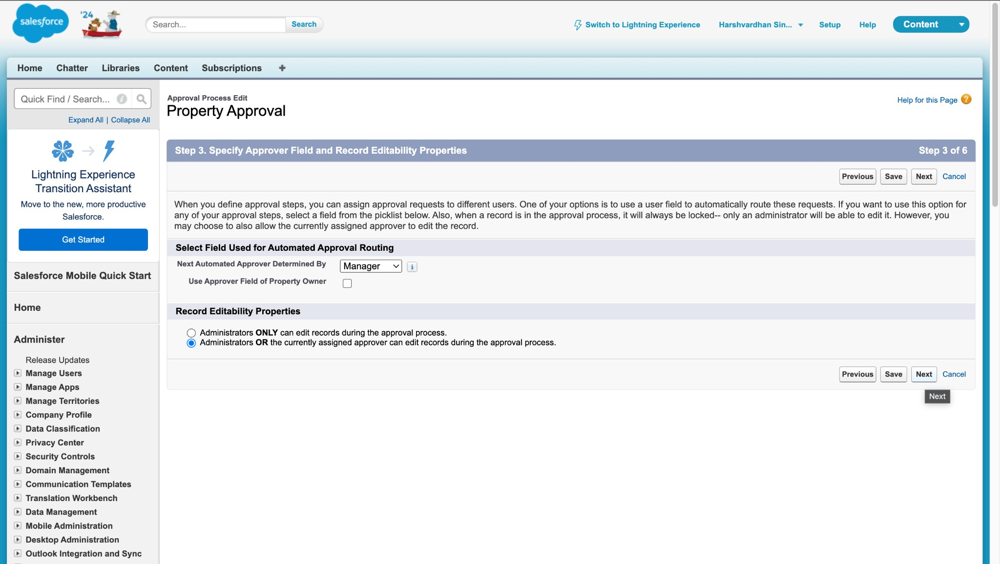 salesforce
'24
Search...
Search
Switch to Lightning Experience
Harshvardhan Sin...
Setup
Help
Content
Home
Chatter
Libraries
Content
Subscriptions
Quick Find / Search...
Expand All | Collapse All
Lightning Experience
Transition Assistant
Move to the new, more productive
Salesforce.
Get Started
Salesforce Mobile Quick Start
Home
Administer
Release Updates
Manage Users
Manage Apps
Manage Territories
Company Profile
Data Classification
Privacy Center
Security Controls
Domain Management
Communication Templates
Translation Workbench
Data Management
Mobile Administration
Desktop Administration
Outlook Integration and Sync
Approval Process Edit
Property Approval
Help for this Page
Step 3. Specify Approver Field and Record Editability Properties
Step 3 of 6
Previous
Save
Next
Cancel
When you define approval steps, you can assign approval requests to different users. One of your options is to use a user field to automatically route these requests. If you want to use this option for
any of your approval steps, select a field from the picklist below. Also, when a record is in the approval process, it will always be locked-- only an administrator will be able to edit it. However, you
may choose to also allow the currently assigned approver to edit the record.
Select Field Used for Automated Approval Routing
Next Automated Approver Determined By
Manager
Use Approver Field of Property Owner
Record Editability Properties
Administrators ONLY can edit records during the approval process.
Administrators OR the currently assigned approver can edit records during the approval process.
Previous
Save
Next
Cancel
Next